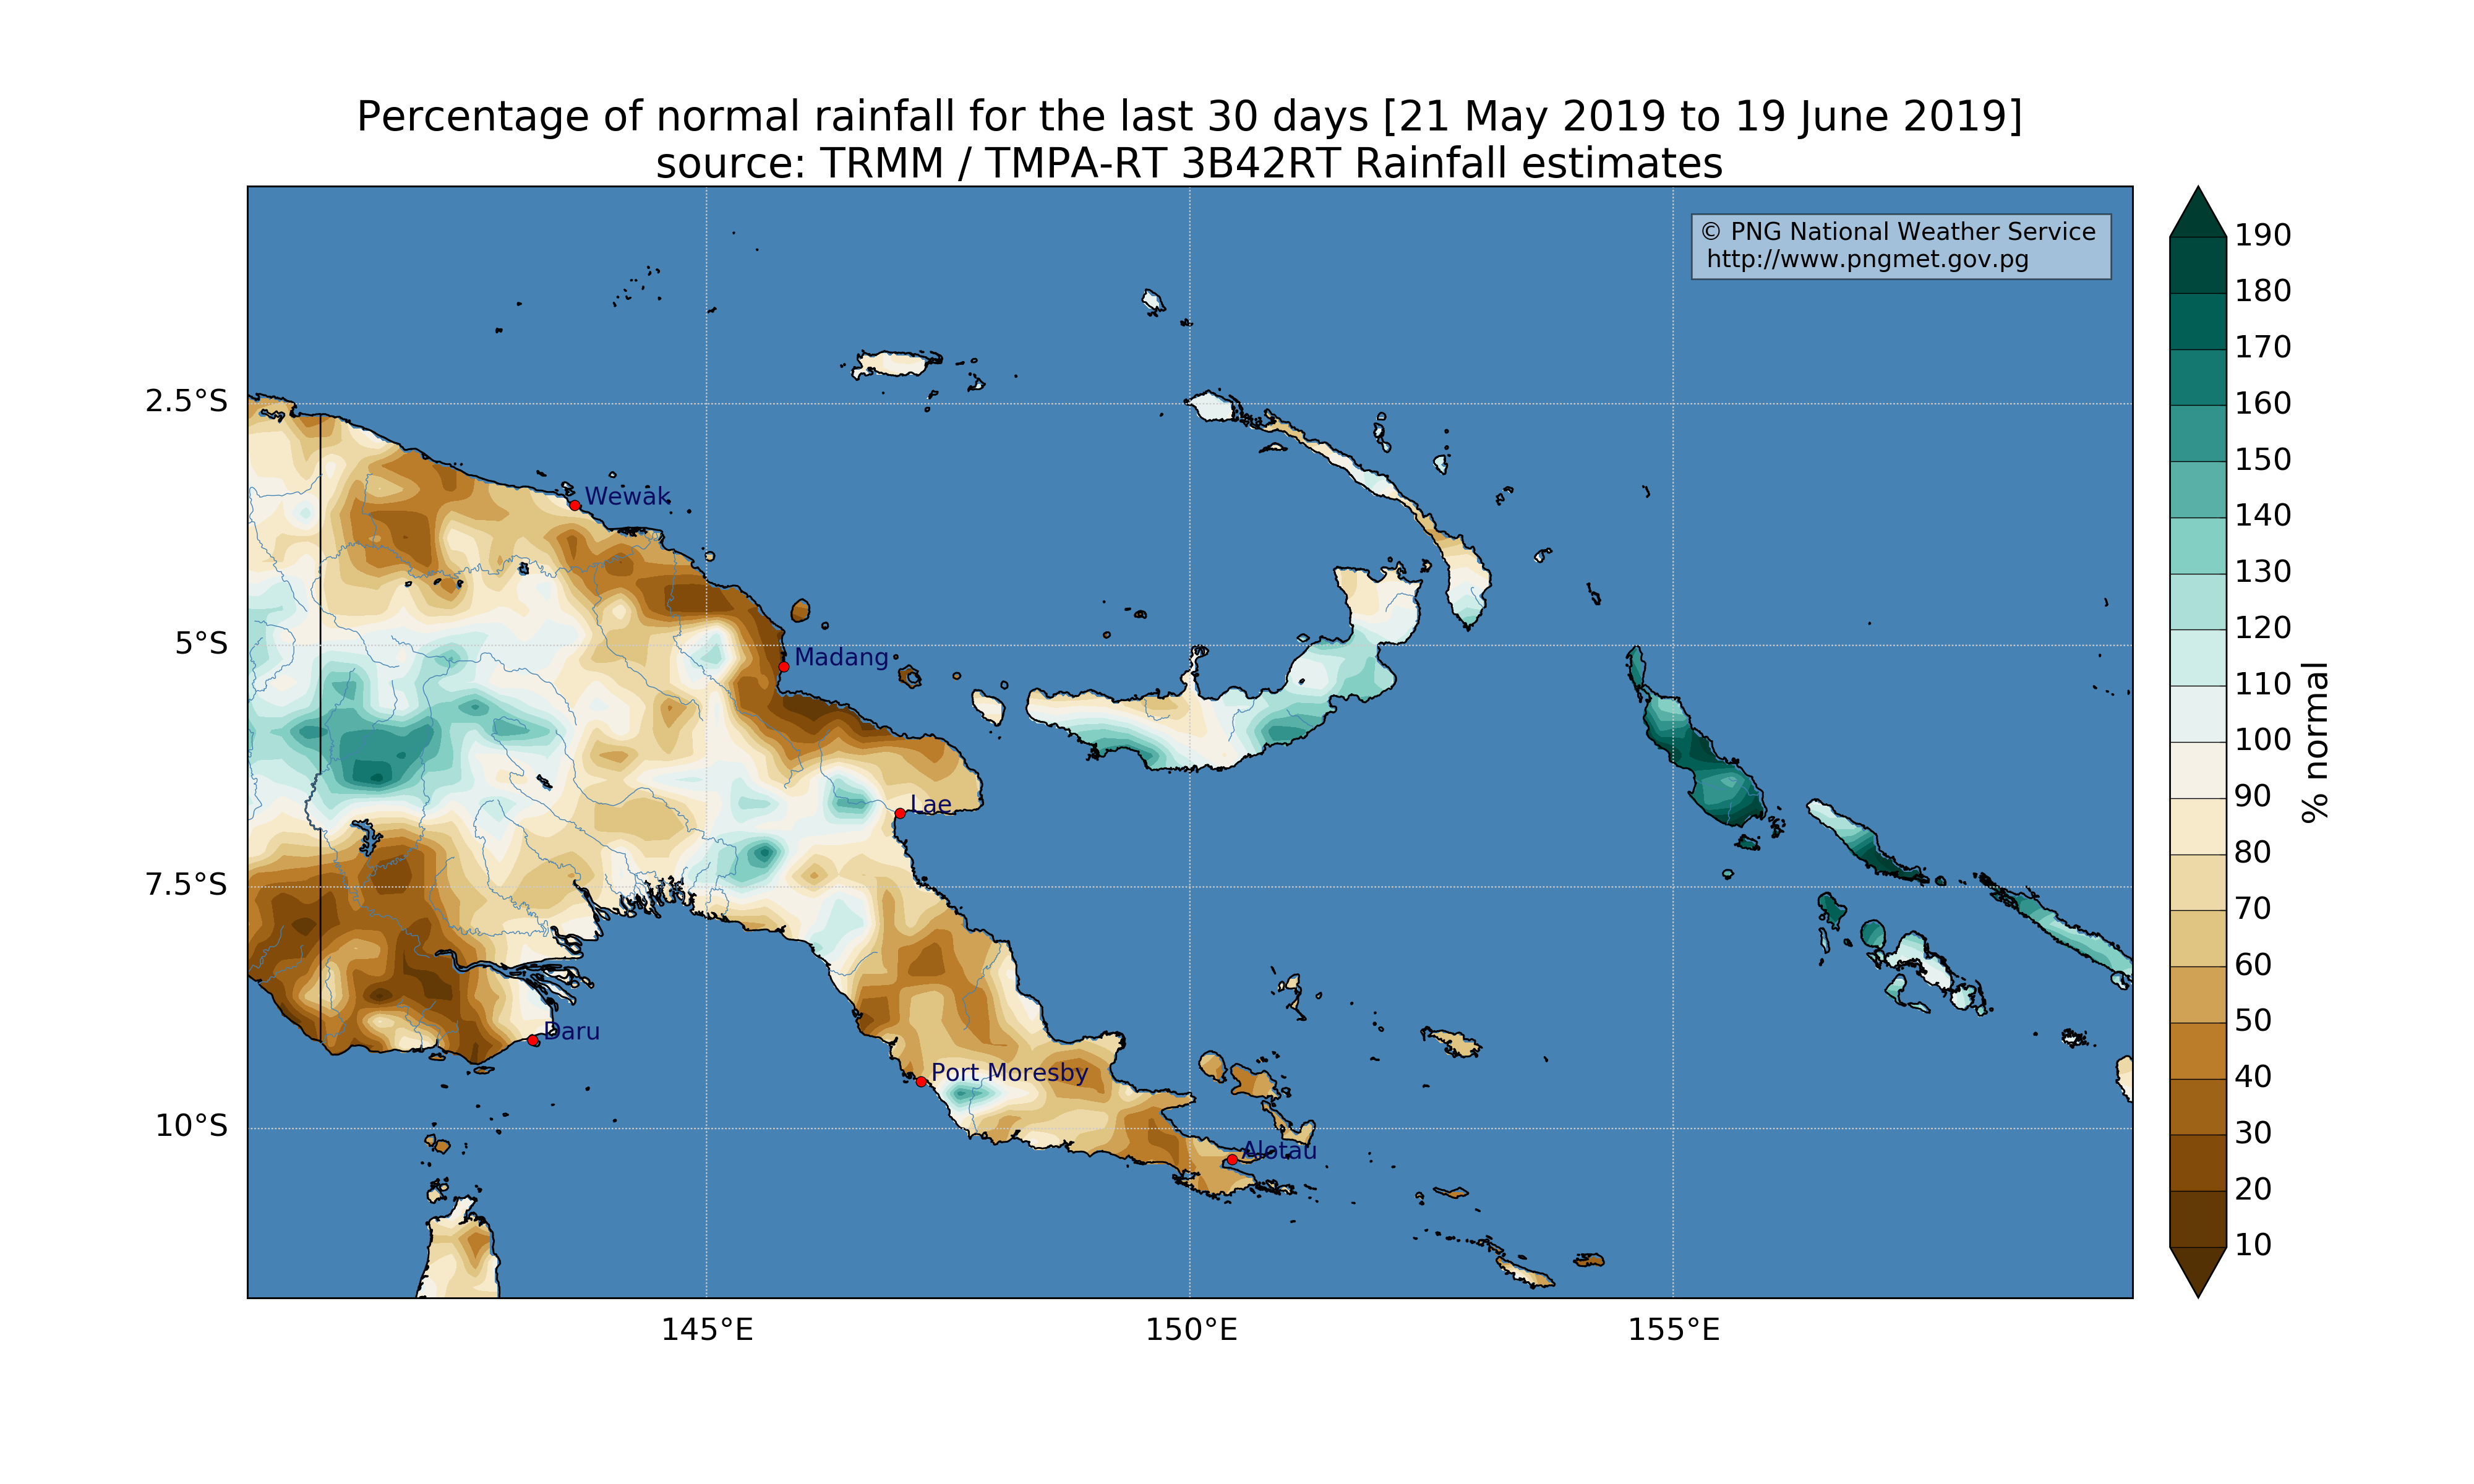 Percentage of normal rainfall for the last 30 days [21 May 2019 to 19 June 2019]
source: TRMM / TMPA-RT 3B42RT Rainfall estimates
© PNG National Weather Service
http://www.pngmet.gov.pg
2.5°S
5°S
7.5°S
10°S
Wewak
Madang
Lae
Daru
Port Moresby
Alotau
145°E
150°E
155°E
190
180
170
160
150
140
130
120
110
100
90
80
70
60
50
40
30
20
10
% normal